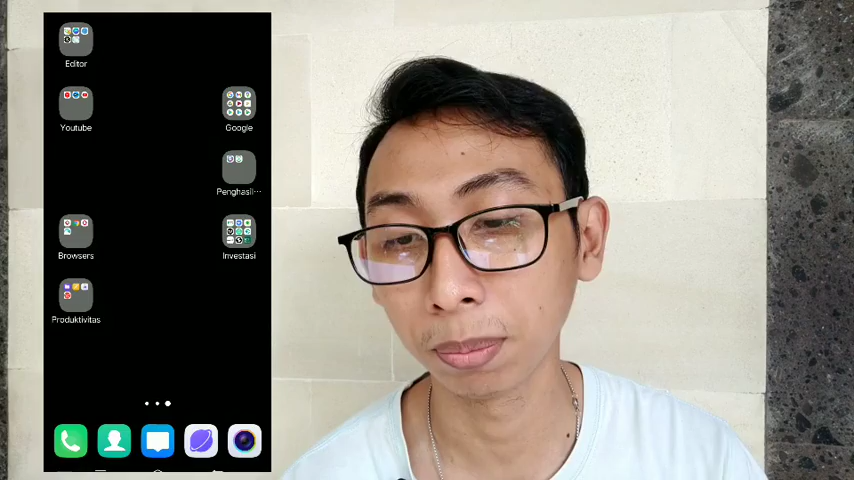 Editor
Youtube
Google
Penghasil...
Browsers
Investasi
Produktivitas